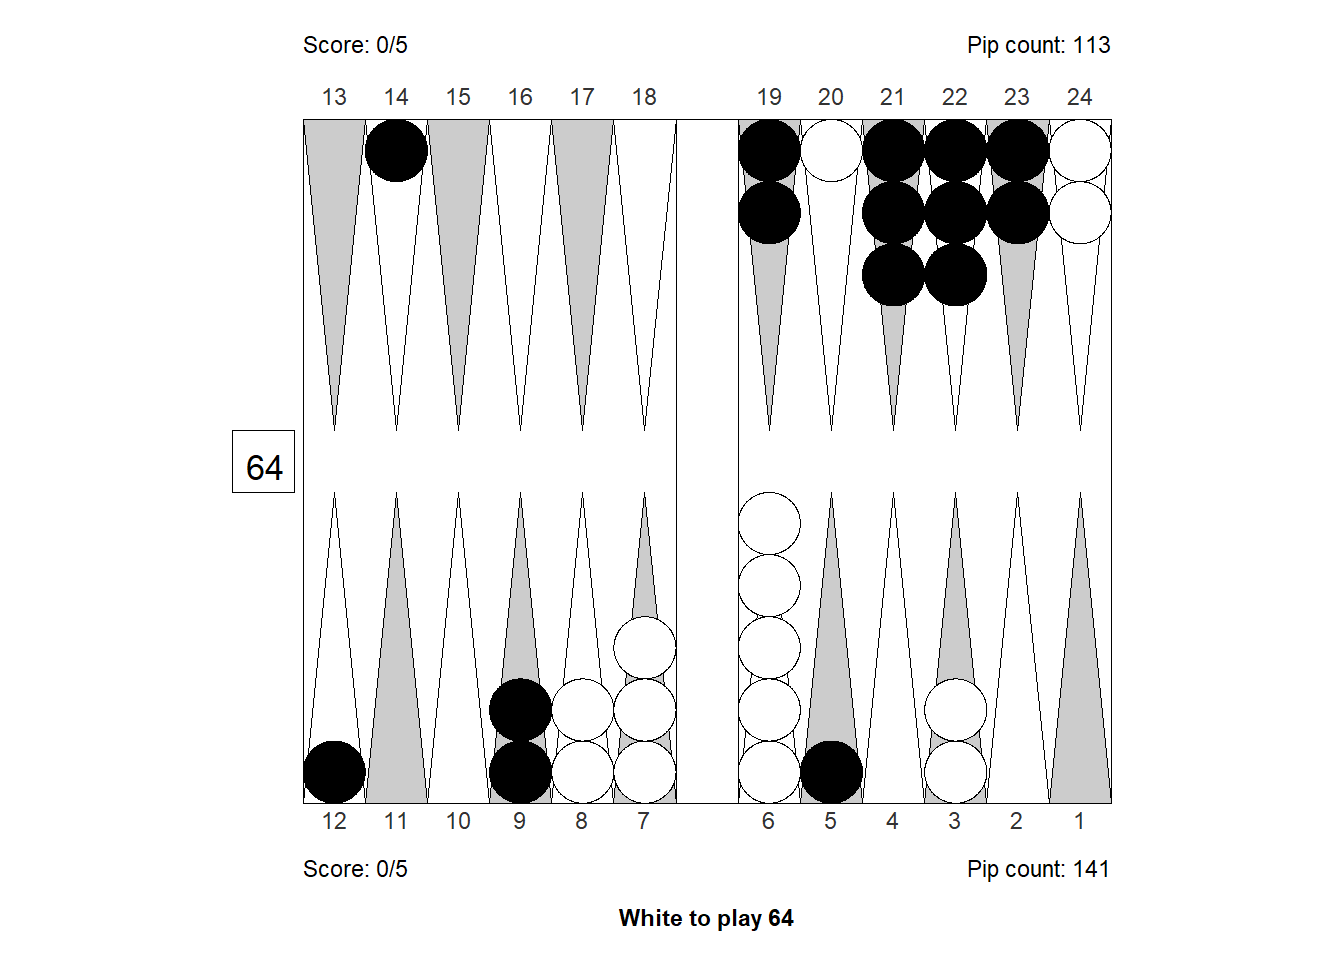 Score: 0/5 Pip count: 113
13 14 15 16 17 18 19 20 21 22 23 24
64
12 11 10 9 8 7 6 5 4 3 2 1
Score: 0/5 Pip count: 141
White to play 64